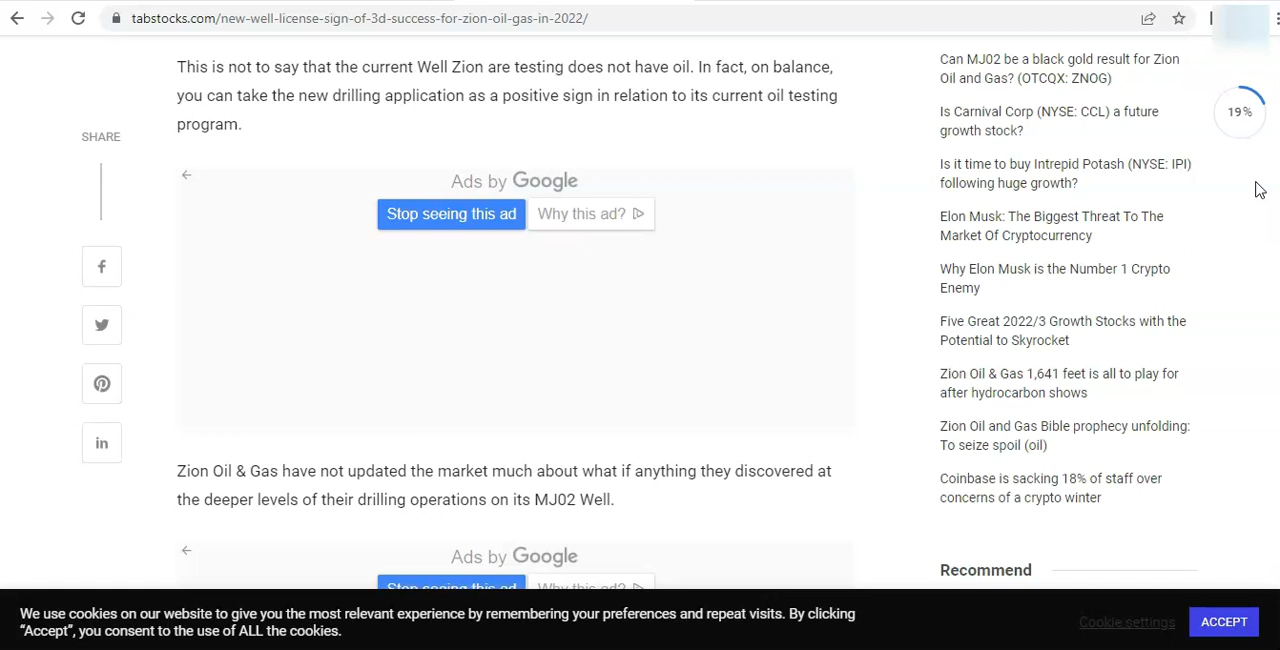 tabstocks.com/new-well-license-sign-of-3d-success-for-zion-oil-gas-in-2022/
This is not to say that the current Well Zion are testing does not have oil. In fact, on balance,
you can take the new drilling application as a positive sign in relation to its current oil testing
program.
SHARE
Ads by Google
Stop seeing this ad
Why this ad?
Zion Oil & Gas have not updated the market much about what if anything they discovered at
the deeper levels of their drilling operations on its MJ02 Well.
Ads by Google
Stop seeing this ad
Why this ad?
Can MJ02 be a black gold result for Zion
Oil and Gas? (OTCQX: ZNOG)
Is Carnival Corp (NYSE: CCL) a future
growth stock?
Is it time to buy Intrepid Potash (NYSE: IPI)
following huge growth?
Elon Musk: The Biggest Threat To The
Market Of Cryptocurrency
Why Elon Musk is the Number 1 Crypto
Enemy
Five Great 2022/3 Growth Stocks with the
Potential to Skyrocket
Zion Oil & Gas 1,641 feet is all to play for
after hydrocarbon shows
Zion Oil and Gas Bible prophecy unfolding:
To seize spoil (oil)
Coinbase is sacking 18% of staff over
concerns of a crypto winter
Recommend
19%
We use cookies on our website to give you the most relevant experience by remembering your preferences and repeat visits. By clicking
“Accept”, you consent to the use of ALL the cookies.
Cookie settings
ACCEPT